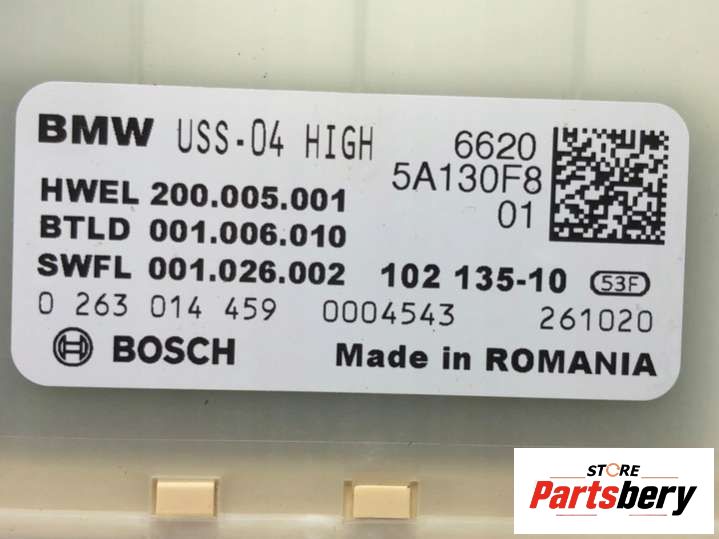 BMW USS-04 HIGH 6620
5A130F8
01
HWEL 200.005.001
BTLD 001.006.010
SWFL 001.026.002 102 135-10 53F
0 263 014 459 0004543 261020
BOSCH Made in ROMANIA
STORE
Partsbery